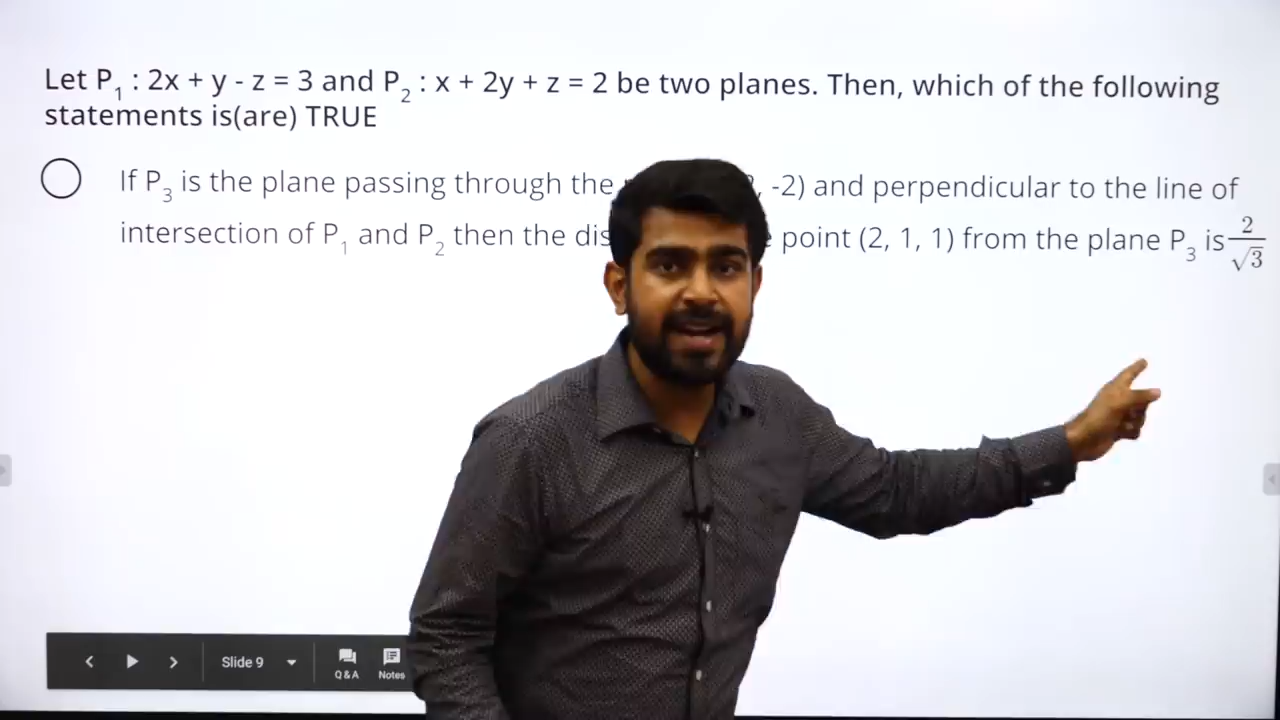 Let P₁ : 2x + y - z = 3 and P₂ : x + 2y + z = 2 be two planes. Then, which of the following
statements is(are) TRUE
If P₃ is the plane passing through the , -2) and perpendicular to the line of
intersection of P₁ and P₂ then the point (2, 1, 1) from the plane P₃ is 2/√3
Slide 9
Q & A Notes